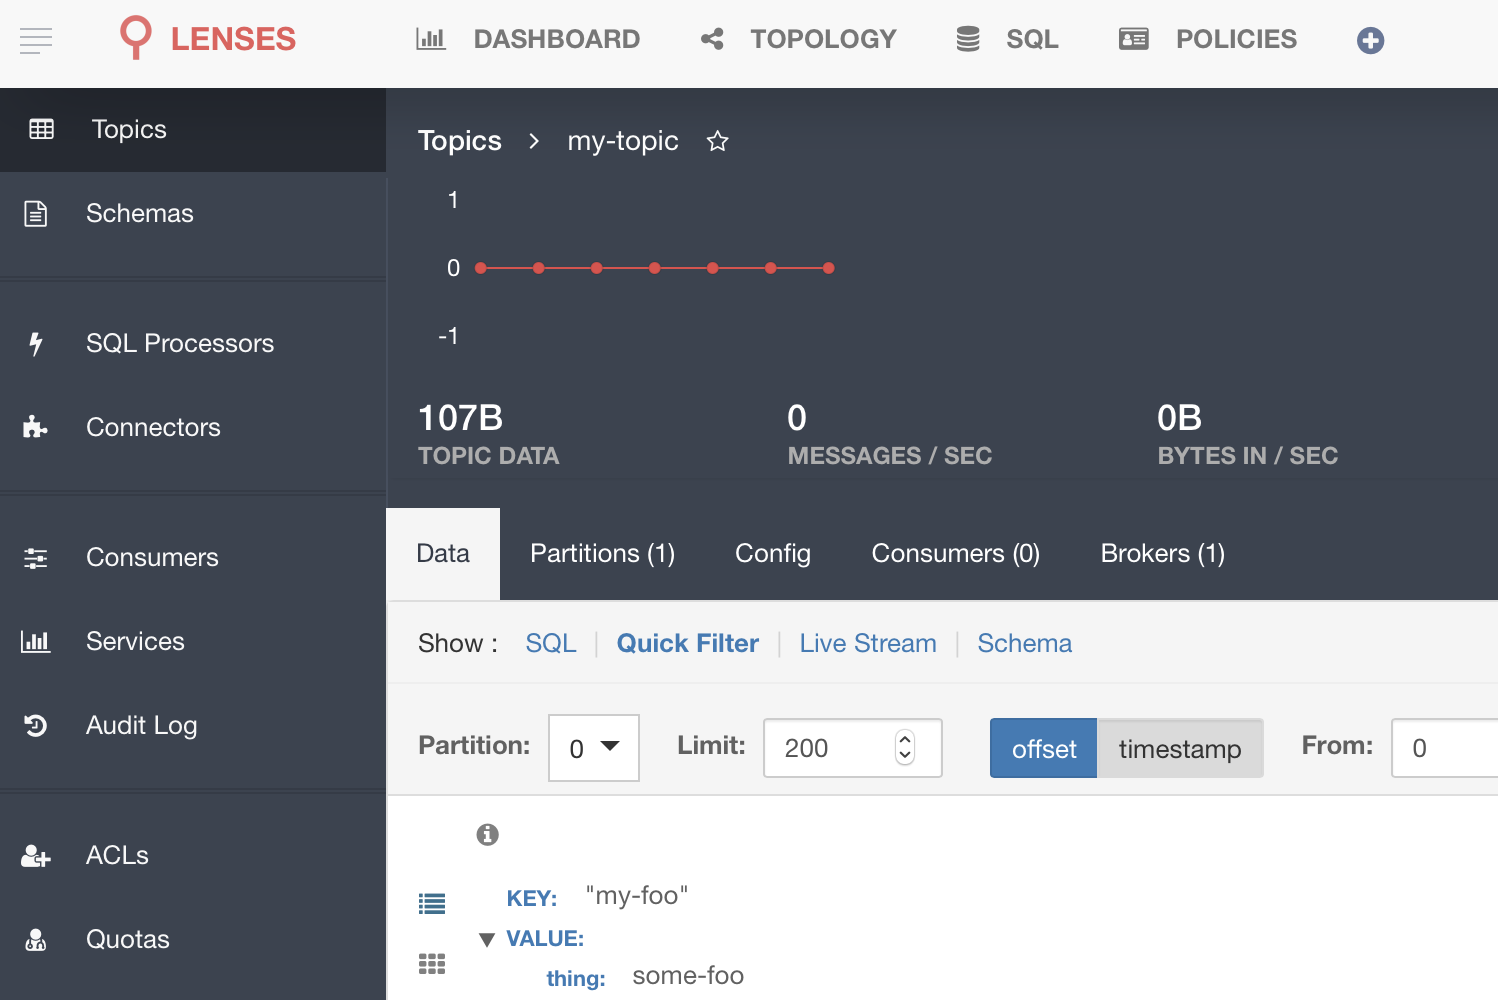 LENSES DASHBOARD TOPOLOGY SQL POLICIES
Topics
Schemas
SQL Processors
Connectors
Consumers
Services
Audit Log
ACLs
Quotas
Topics my-topic
1
0
-1
107B 0 0B
TOPIC DATA MESSAGES / SEC BYTES IN / SEC
Data Partitions (1) Config Consumers (0) Brokers (1)
Show : SQL Quick Filter Live Stream Schema
Partition: 0 Limit: 200 offset timestamp From: 0
KEY: "my-foo"
VALUE:
thing: some-foo